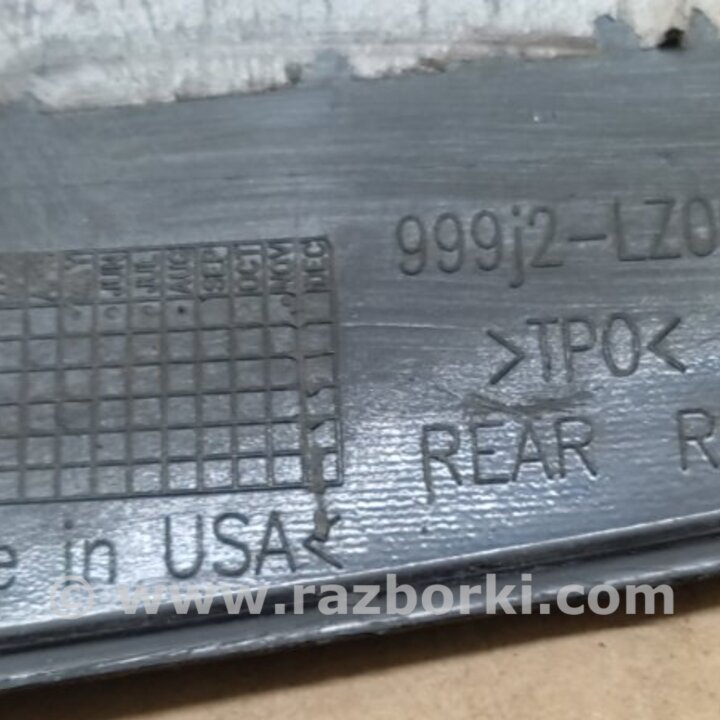 999j2-LZ0
JUN JUL AUG SEP OCT NOV DEC
>TPO<
REAR R
e in USA<
© www.razborki.com